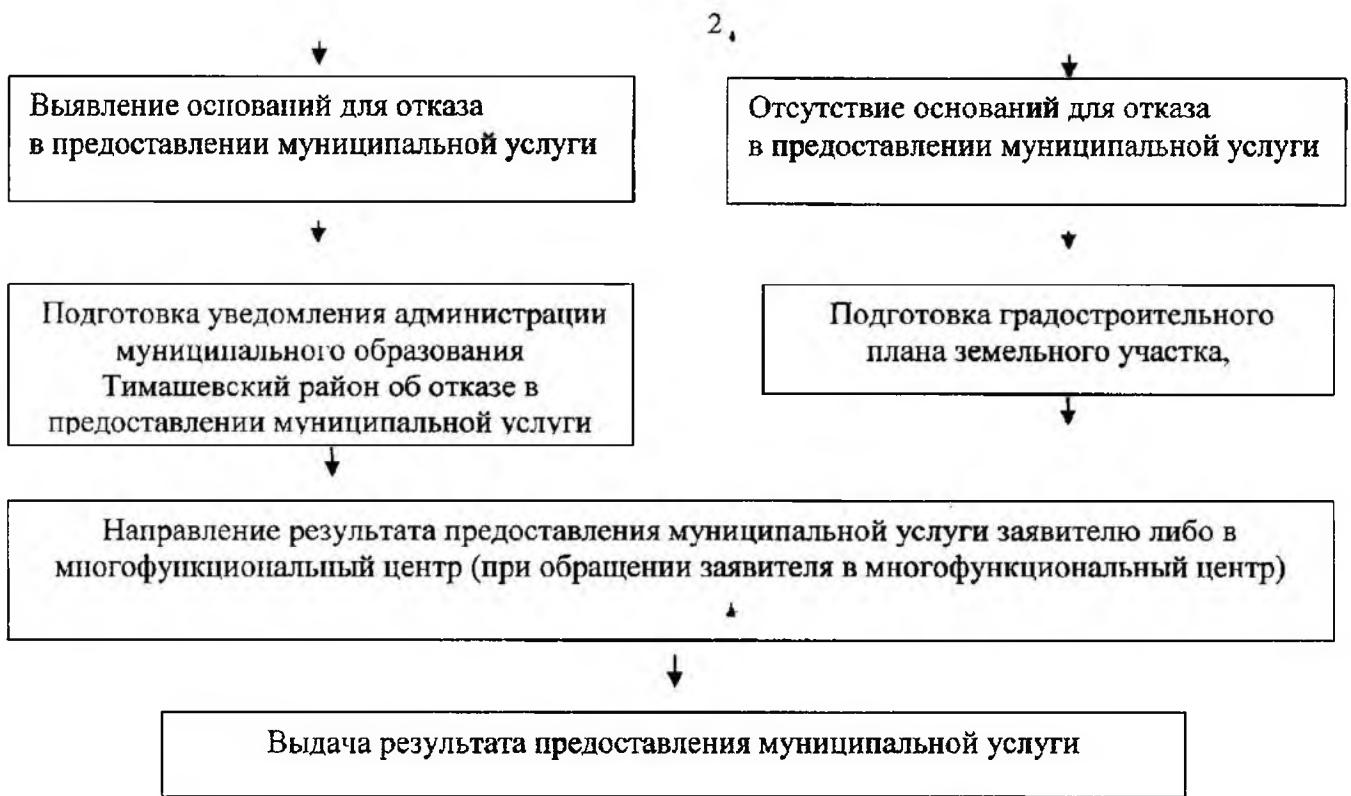 2
Выявление оснований для отказа
в предоставлении муниципальной услуги
Отсутствие оснований для отказа
в предоставлении муниципальной услуги
Подготовка уведомления администрации
муниципального образования
Тимашевский район об отказе в
предоставлении муниципальной услуги
Подготовка градостроительного
плана земельного участка,
Направление результата предоставления муниципальной услуги заявителю либо в
многофункциональный центр (при обращении заявителя в многофункциональный центр)
Выдача результата предоставления муниципальной услуги